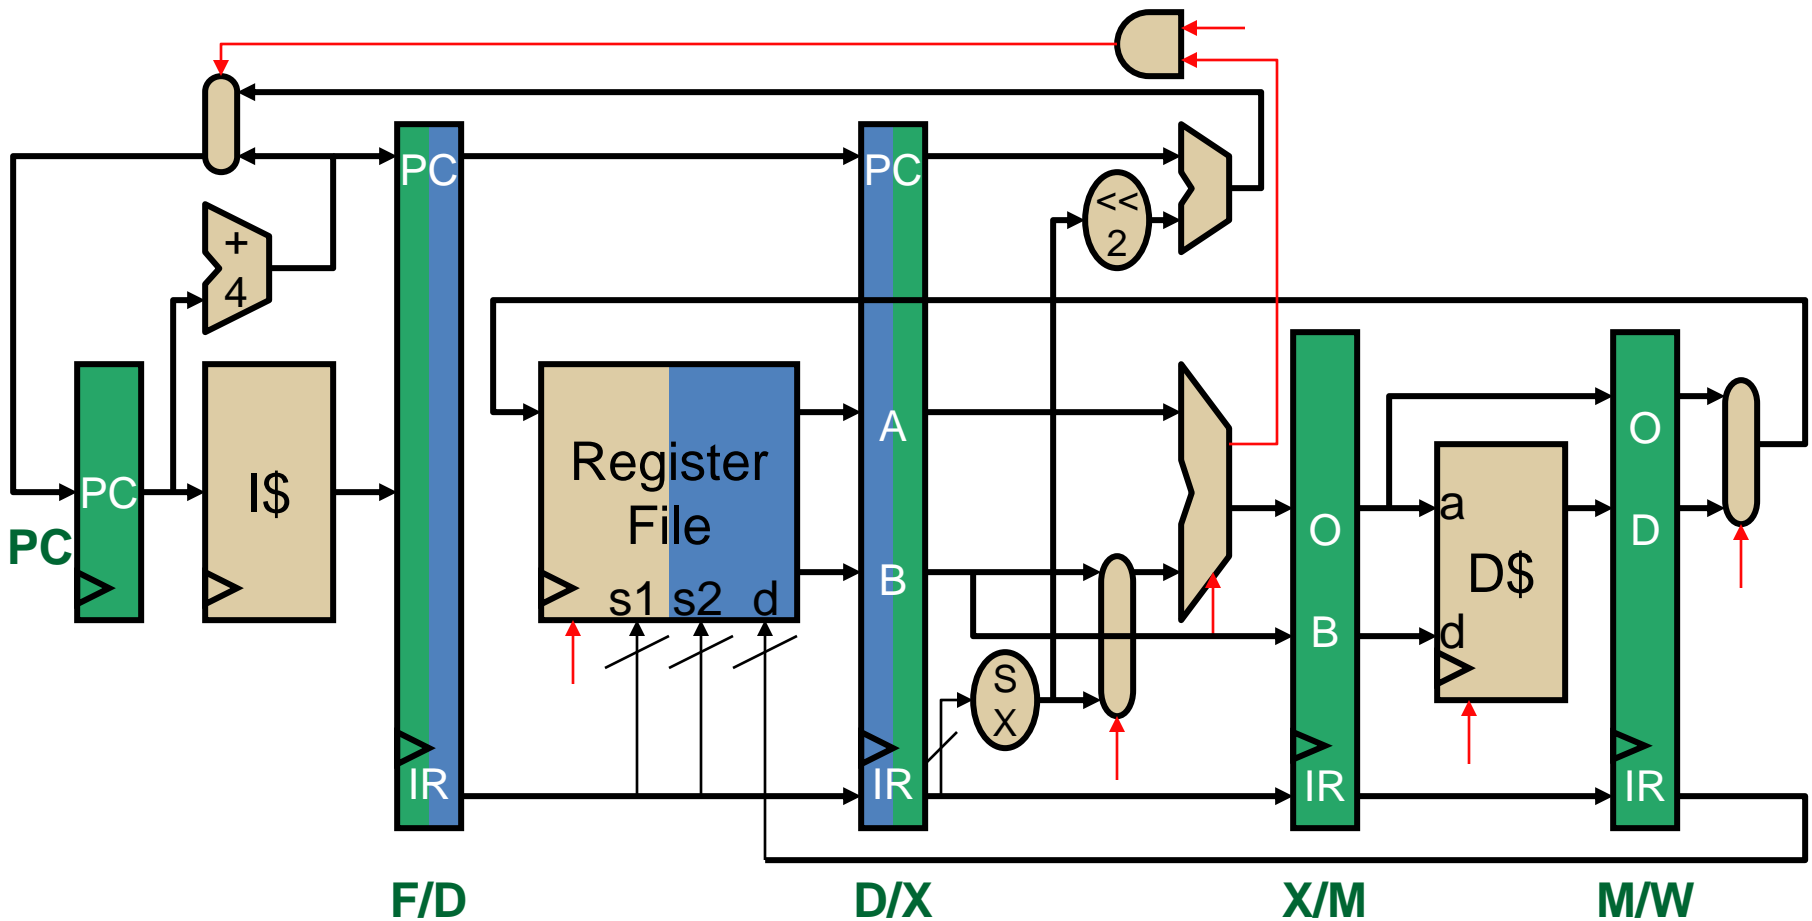 PC
PC
<<
2
+
4
A
O
PC
I$
Register
File
a
O
D
PC
B
D$
s1
s2
d
B
d
S
X
IR
IR
IR
IR
F/D
D/X
X/M
M/W